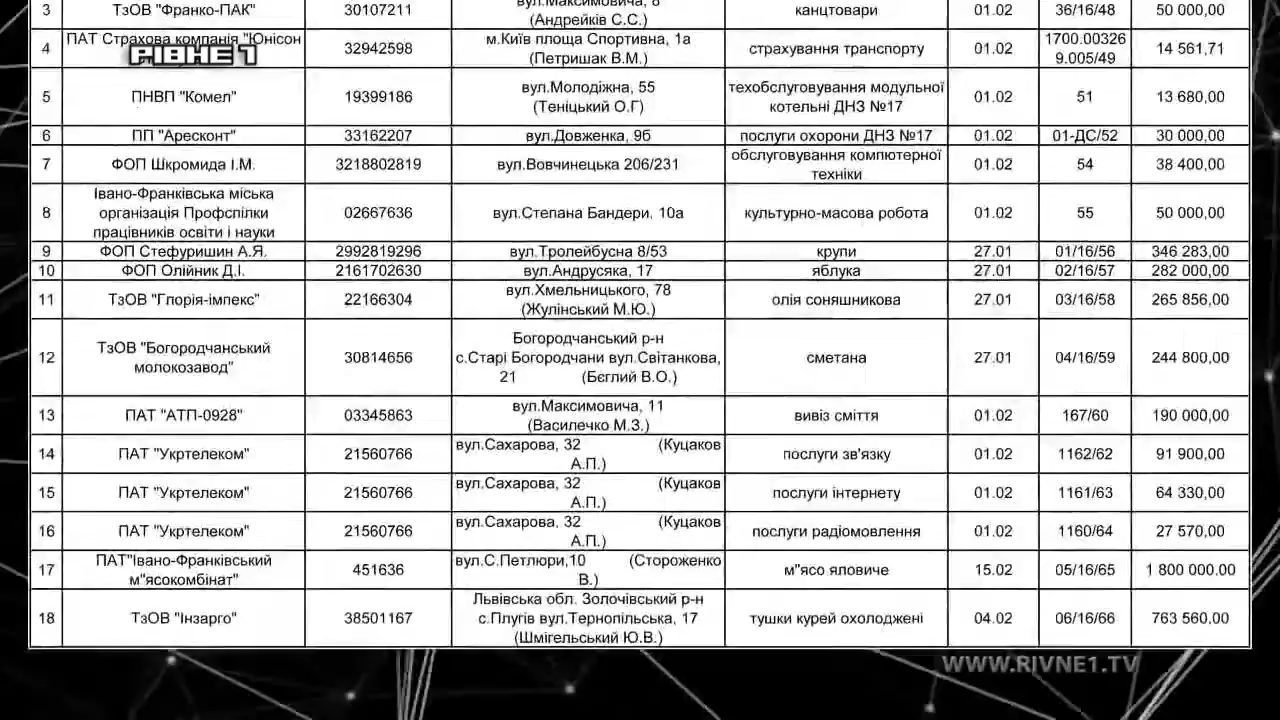 3 ТзОВ "Франко-ПАК" 30107211 вул.Максимовича, 8 (Андрейків С.С.) канцтовари 01.02 36/16/48 50 000,00
4 ПАТ Страхова компанія "Юнісон 32942598 м.Київ площа Спортивна, 1а (Петришак В.М.) страхування транспорту 01.02 1700.00326 9.005/49 14 561,71
РІВНЕ 1
5 ПНВП "Комел" 19399186 вул.Молодіжна, 55 (Теніцький О.Г) техобслуговування модульної котельні ДНЗ №17 01.02 51 13 680,00
6 ПП "Аресконт" 33162207 вул.Довженка, 9б послуги охорони ДНЗ №17 01.02 01-ДС/52 30 000,00
7 ФОП Шкромида І.М. 3218802819 вул.Вовчинецька 206/231 обслуговування компютерної техніки 01.02 54 38 400,00
8 Івано-Франківська міська організація Профспілки працівників освіти і науки 02667636 вул.Степана Бандери. 10а культурно-масова робота 01.02 55 50 000,00
9 ФОП Стефуришин А.Я. 2992819296 вул.Тролейбусна 8/53 крупи 27.01 01/16/56 346 283,00
10 ФОП Олійник Д.І. 2161702630 вул.Андрусяка, 17 яблука 27.01 02/16/57 282 000,00
11 ТзОВ "Глорія-імпекс" 22166304 вул.Хмельницького, 78 (Жулінський М.Ю.) олія соняшникова 27.01 03/16/58 265 856,00
12 ТзОВ "Богородчанський молокозавод" 30814656 Богородчанський р-н с.Старі Богородчани вул.Світанкова, 21 (Бєглий В.О.) сметана 27.01 04/16/59 244 800,00
13 ПАТ "АТП-0928" 03345863 вул.Максимовича, 11 (Василечко М.З.) вивіз сміття 01.02 167/60 190 000,00
14 ПАТ "Укртелеком" 21560766 вул.Сахарова, 32 (Куцаков А.П.) послуги зв'язку 01.02 1162/62 91 900,00
15 ПАТ "Укртелеком" 21560766 вул.Сахарова, 32 (Куцаков А.П.) послуги інтернету 01.02 1161/63 64 330,00
16 ПАТ "Укртелеком" 21560766 вул.Сахарова, 32 (Куцаков А.П.) послуги радіомовлення 01.02 1160/64 27 570,00
17 ПАТ"Івано-Франківський м"ясокомбінат" 451636 вул.С.Петлюри,10 (Стороженко В.) м"ясо яловиче 15.02 05/16/65 1 800 000.00
18 ТзОВ "Інзарго" 38501167 Львівська обл. Золочівський р-н с.Плугів вул.Тернопільська, 17 (Шмігельський Ю.В.) тушки курей охолоджені 04.02 06/16/66 763 560,00
WWW.RIVNE1.TV